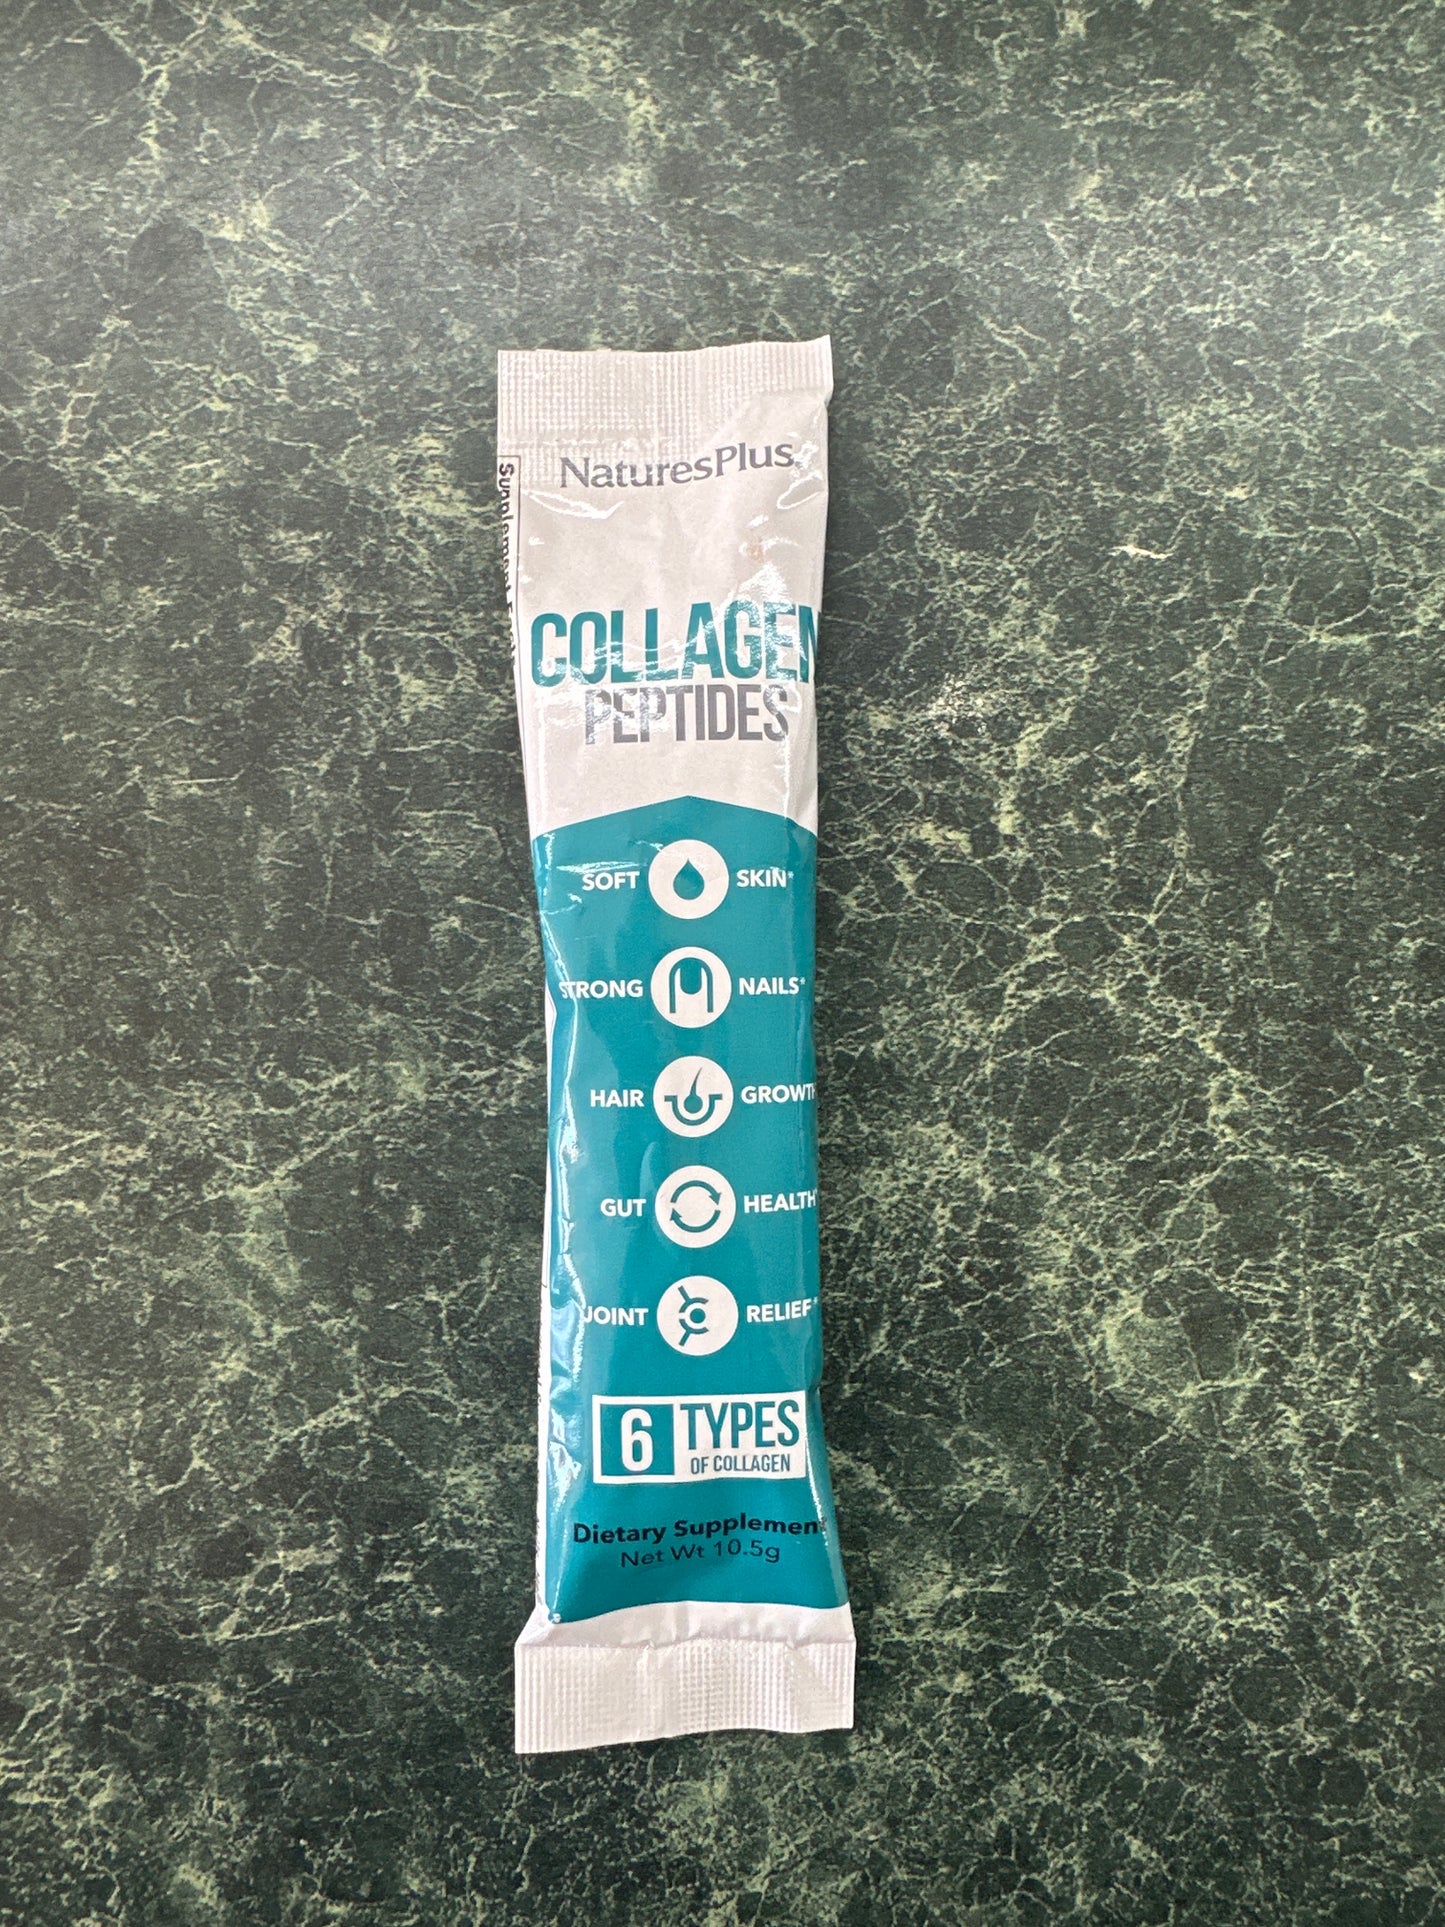 NaturesPlus
COLLAGEN
PEPTIDES
SOFT SKIN*
STRONG NAILS*
HAIR GROWTH
GUT HEALTH*
JOINT RELIEF*
6 TYPES
OF COLLAGEN
Dietary Supplement
Net Wt 10.5g
Supplement